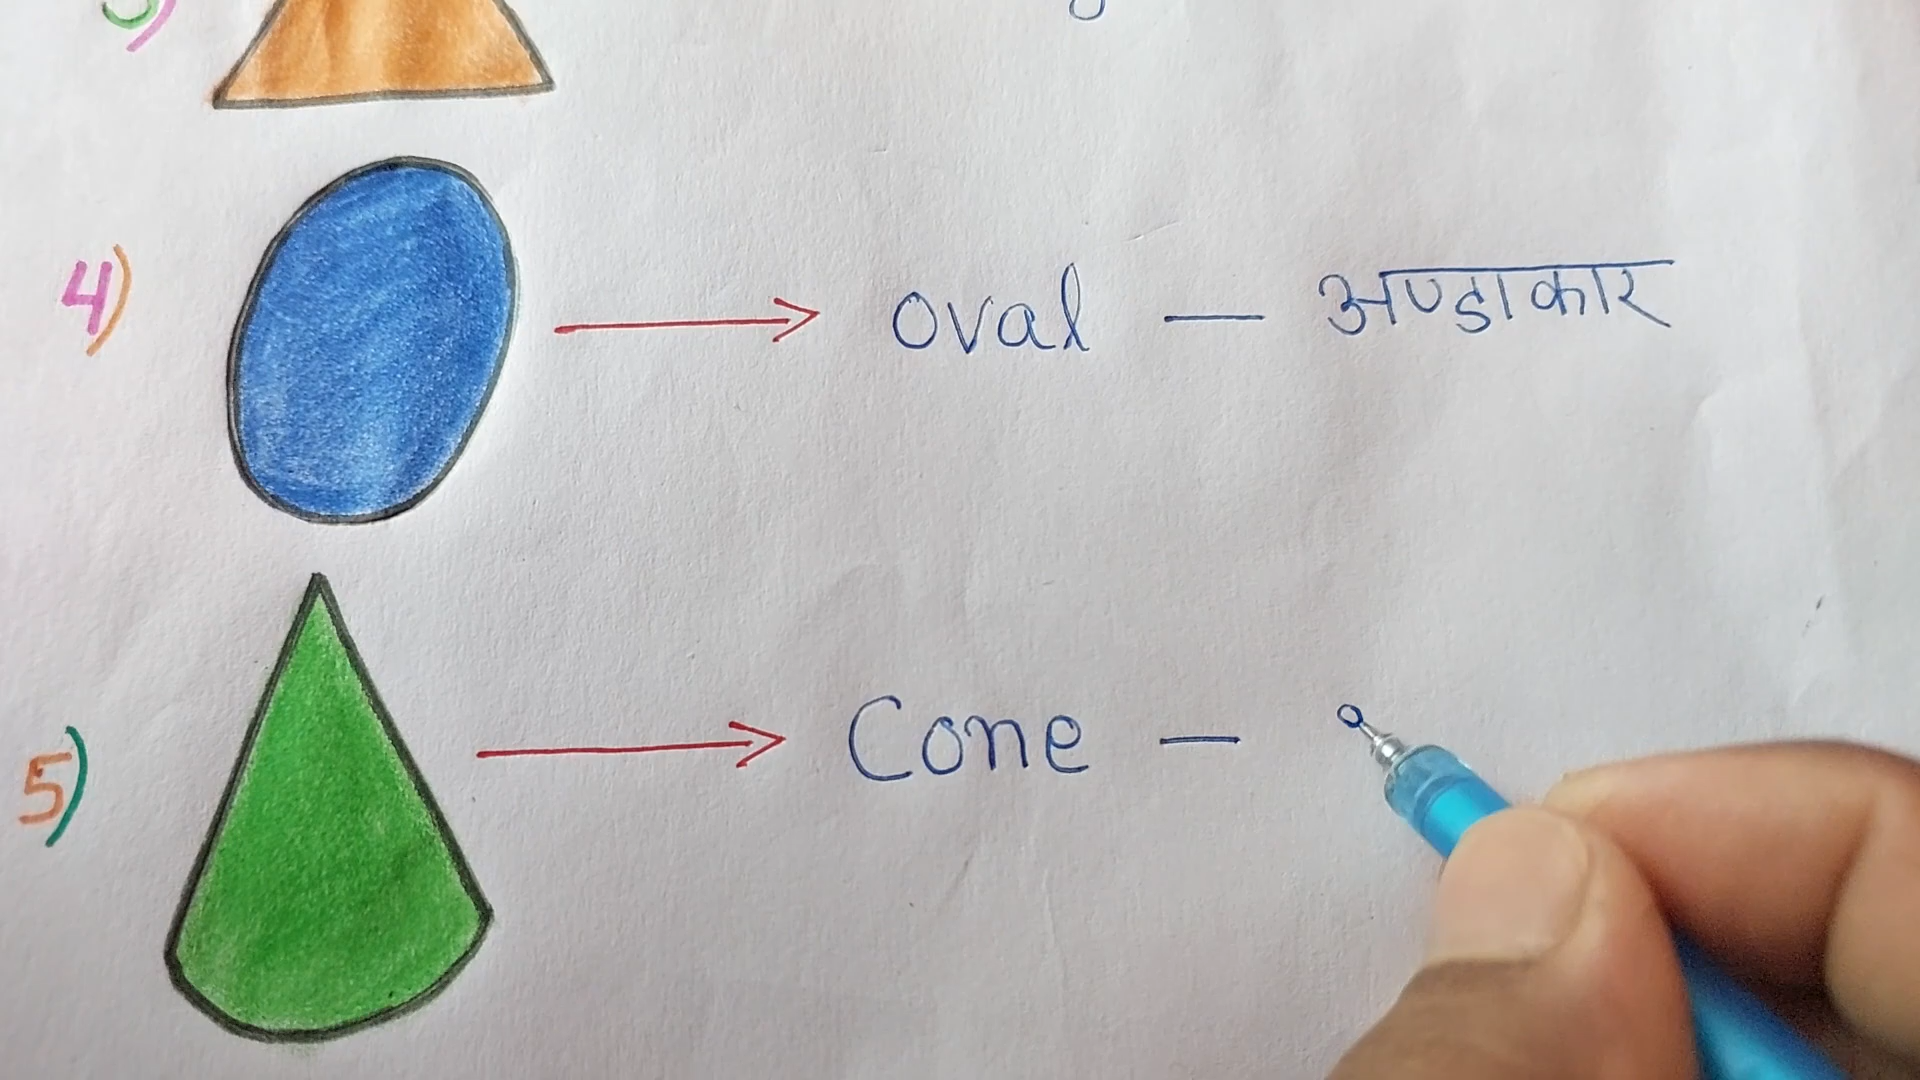 4) oval — अण्डाकार
5) Cone —